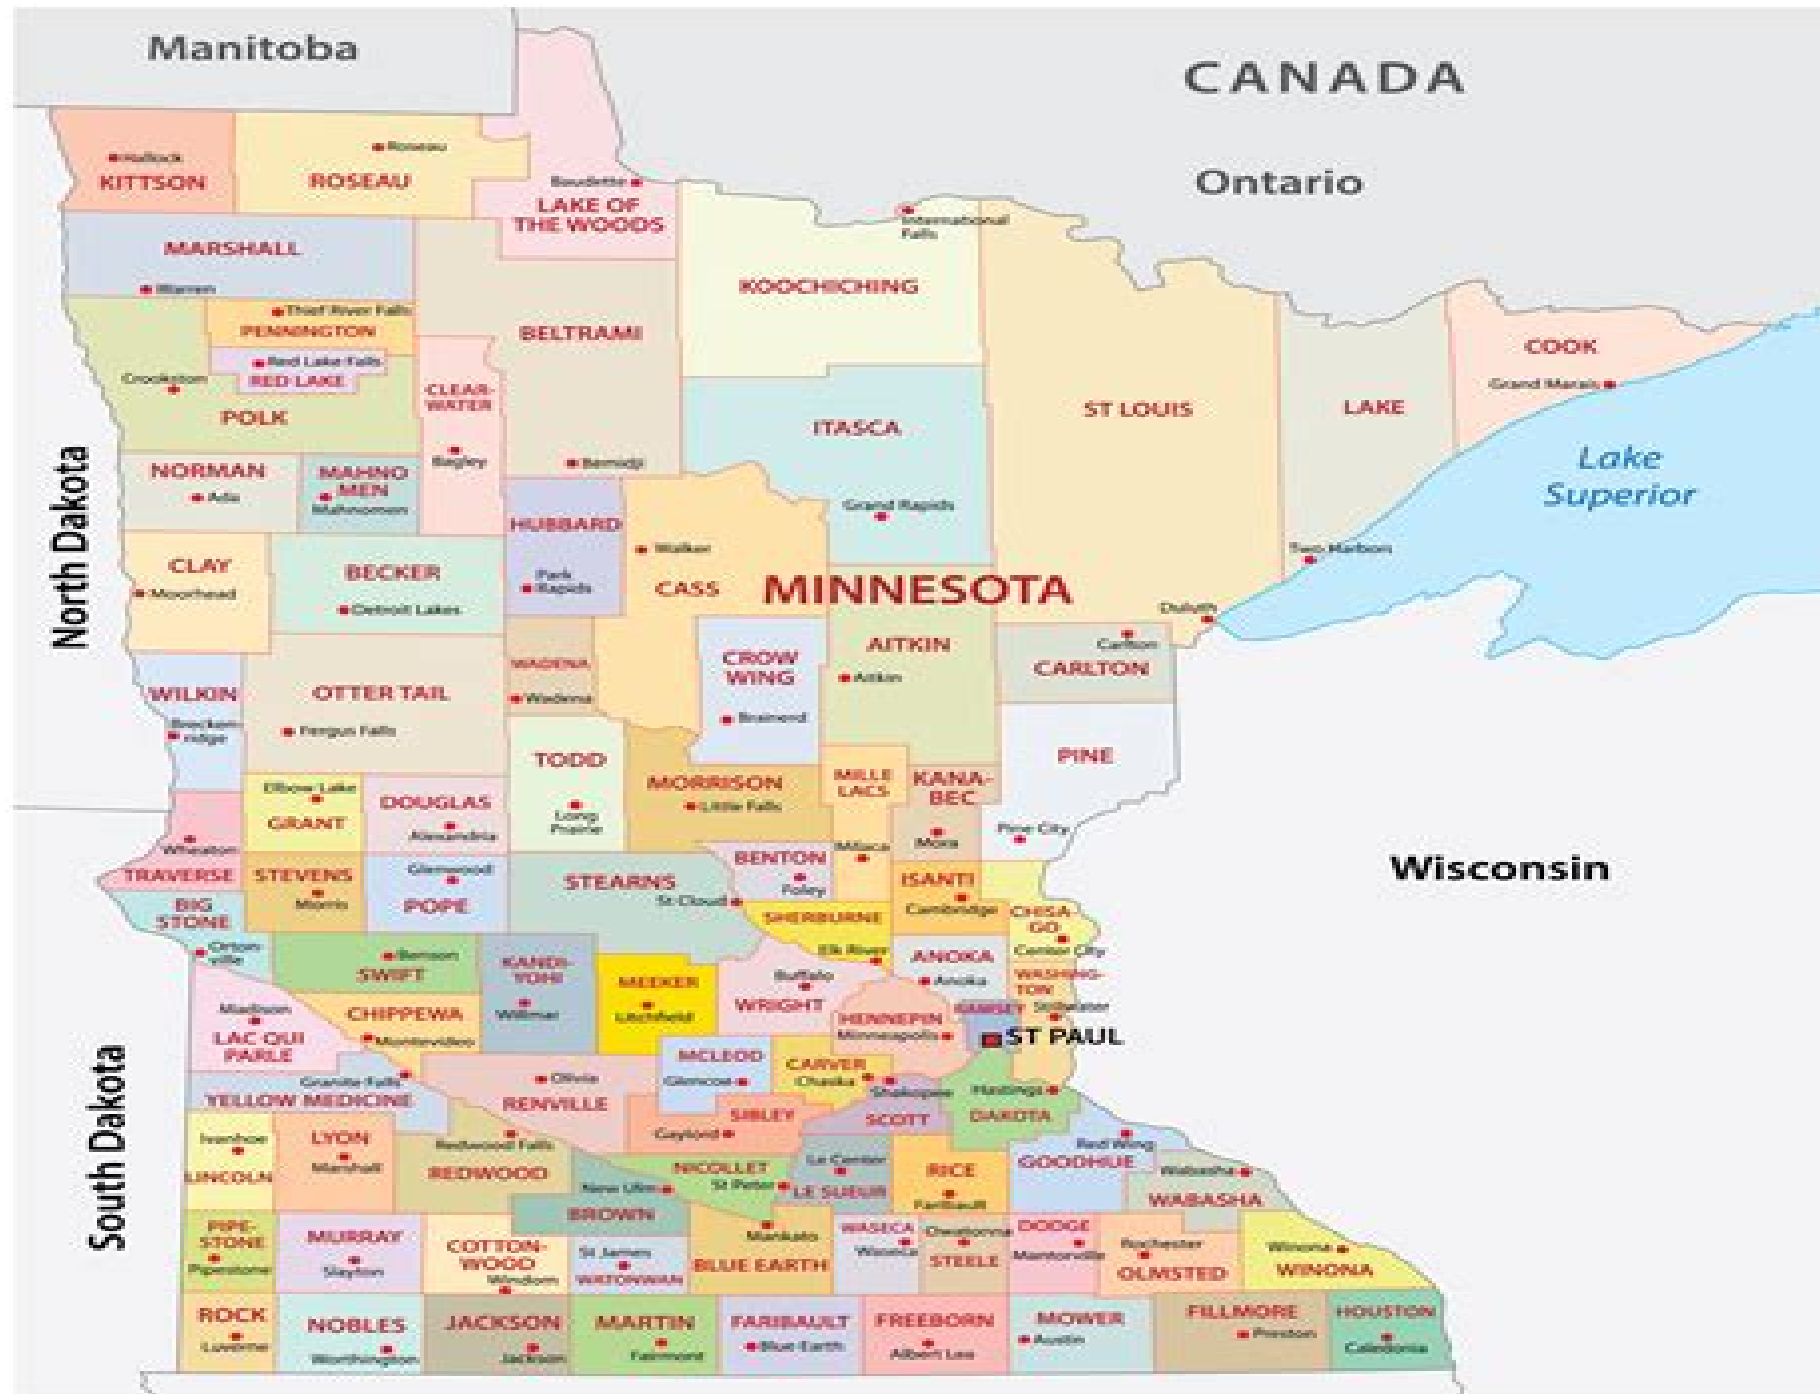 Manitoba
CANADA
Ontario
Hallock
KITTSON
Roseau
ROSEAU
Baudette
LAKE OF
THE WOODS
International
Falls
KOOCHICHING
MARSHALL
Warren
Thief River Falls
PENNINGTON
Red Lake Falls
RED LAKE
Crookston
POLK
BELTRAMI
Bemidji
CLEAR-
WATER
Bagley
ST LOUIS
LAKE
COOK
Grand Marais
Lake
Superior
ITASCA
Grand Rapids
North Dakota
NORMAN
Ada
MAHNO
MEN
Mahnomen
HUBBARD
Park
Rapids
Walker
CASS
MINNESOTA
Two Harbors
Duluth
CLAY
Moorhead
BECKER
Detroit Lakes
WADENA
Wadena
CROW
WING
Brainerd
AITKIN
Aitkin
Carlton
CARLTON
WILKIN
Brecken-
ridge
OTTER TAIL
Fergus Falls
TODD
Long
Prairie
MORRISON
Little Falls
MILLE
LACS
Milaca
KANA-
BEC
Mora
PINE
Pine City
Elbow Lake
GRANT
DOUGLAS
Alexandria
Wheaton
TRAVERSE
STEVENS
Morris
Glenwood
POPE
STEARNS
St Cloud
BENTON
Foley
SHERBURNE
Elk River
ISANTI
Cambridge
CHISA-
GO
Center City
Wisconsin
BIG
STONE
Orton
ville
Benson
SWIFT
KANDI-
YOHI
Willmar
MEEKER
Litchfield
Buffalo
WRIGHT
ANOKA
Anoka
WASHING-
TON
Stillwater
RAMSEY
ST PAUL
HENNEPIN
Minneapolis
Madison
LAC QUI
PARLE
CHIPPEWA
Montevideo
South Dakota
Granite Falls
YELLOW MEDICINE
Olivia
RENVILLE
MCLEOD
Glencoe
CARVER
Chaska
Shakopee
SCOTT
Hastings
DAKOTA
SIBLEY
Gaylord
Ivanhoe
LINCOLN
LYON
Marshall
Redwood Falls
REDWOOD
New Ulm
BROWN
NICOLLET
St Peter
Le Center
LE SUEUR
RICE
Faribault
Red Wing
GOODHUE
Wabasha
WABASHA
PIPE-
STONE
Pipestone
MURRAY
Slayton
COTTON-
WOOD
Windom
St James
WATONWAN
Mankato
BLUE EARTH
WASECA
Waseca
Owatonna
STEELE
DODGE
Mantorville
Rochester
OLMSTED
Winona
WINONA
ROCK
Luverne
NOBLES
Worthington
JACKSON
Jackson
MARTIN
Fairmont
FARIBAULT
Blue Earth
FREEBORN
Albert Lea
MOWER
Austin
FILLMORE
Preston
HOUSTON
Caledonia